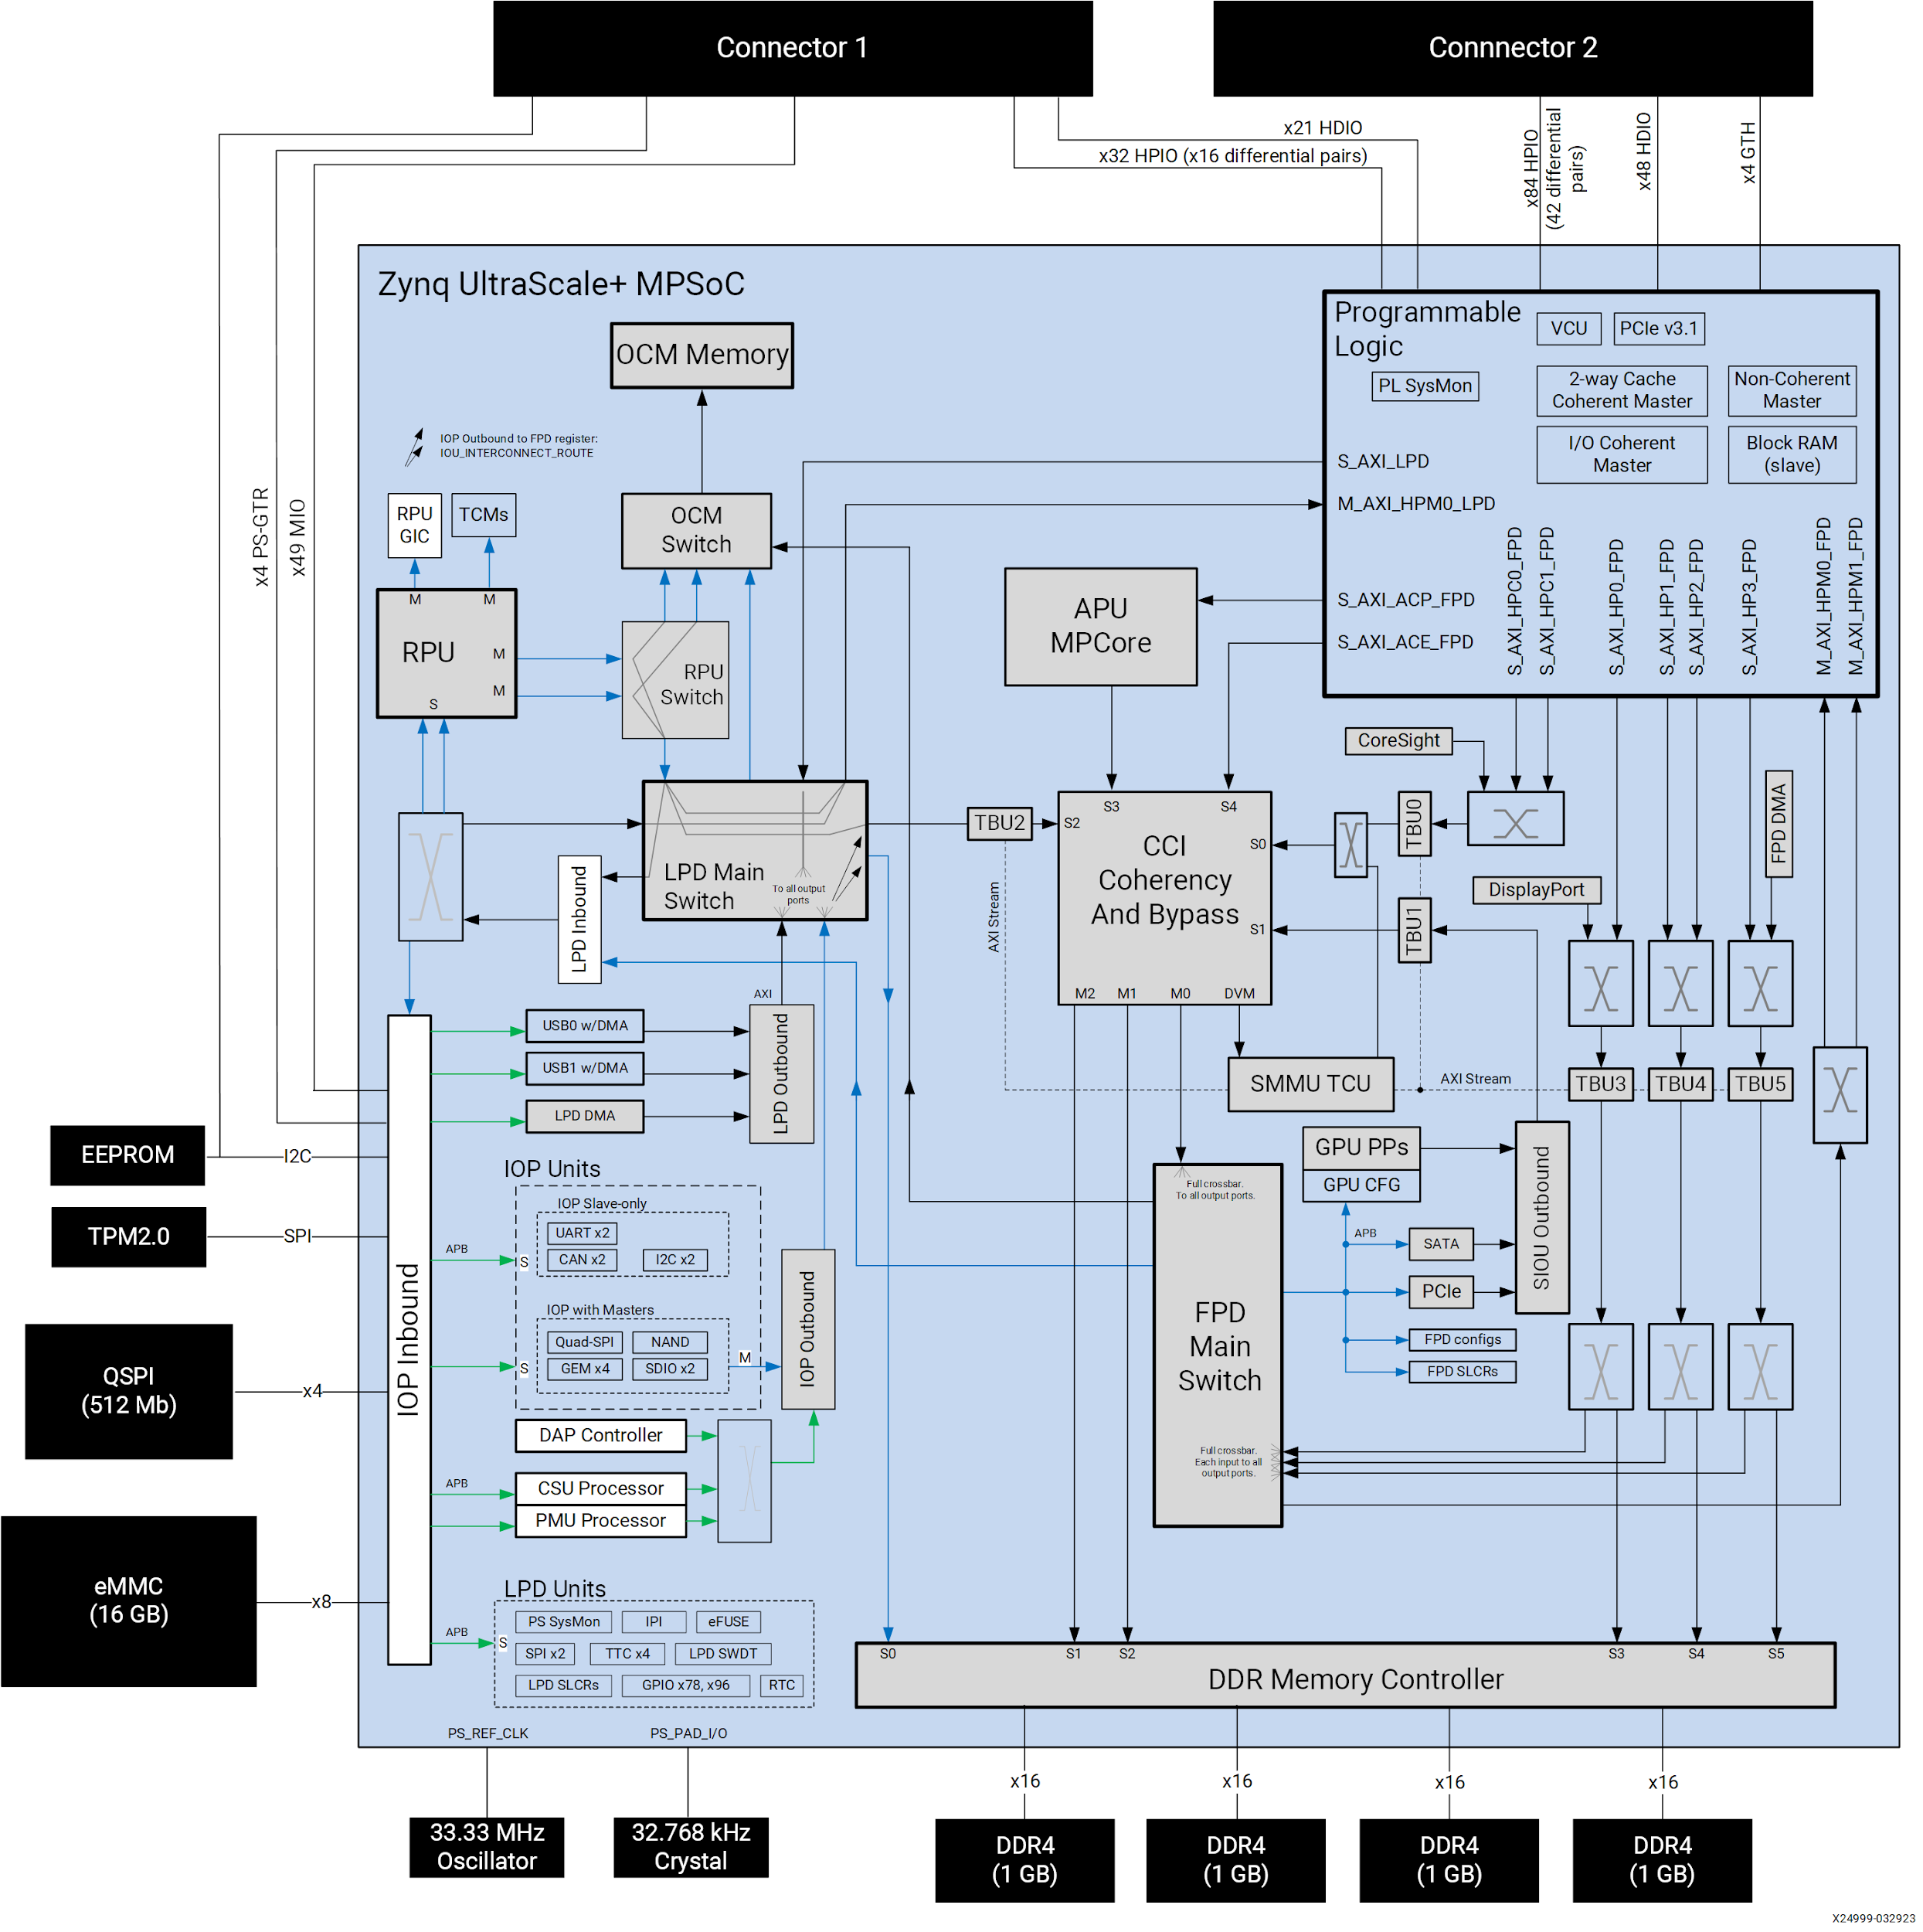 Connector 1
Connnector 2
x21 HDIO
x32 HPIO (x16 differential pairs)
x84 HPIO
(42 differential
pairs)
x48 HDIO
x4 GTH
x4 PS-GTR
x49 MIO
Zynq UltraScale+ MPSoC
OCM Memory
IOP Outbound to FPD register:
IOU_INTERCONNECT_ROUTE
RPU
GIC
TCMs
OCM
Switch
M
M
RPU
M
M
S
RPU
Switch
Programmable
Logic
VCU
PCIe v3.1
PL SysMon
2-way Cache
Coherent Master
Non-Coherent
Master
I/O Coherent
Master
Block RAM
(slave)
S_AXI_LPD
M_AXI_HPM0_LPD
S_AXI_ACP_FPD
S_AXI_ACE_FPD
S_AXI_HPC0_FPD
S_AXI_HPC1_FPD
S_AXI_HP0_FPD
S_AXI_HP1_FPD
S_AXI_HP2_FPD
S_AXI_HP3_FPD
M_AXI_HPM0_FPD
M_AXI_HPM1_FPD
APU
MPCore
CoreSight
FPD DMA
TBU0
TBU1
DisplayPort
LPD Main
Switch
To all output
ports
LPD Inbound
TBU2
S3
S4
S2
S0
S1
CCI
Coherency
And Bypass
M2
M1
M0
DVM
AXI Stream
SMMU TCU
AXI Stream
TBU3
TBU4
TBU5
AXI
USB0 w/DMA
USB1 w/DMA
LPD DMA
LPD Outbound
EEPROM
I2C
TPM2.0
SPI
QSPI
(512 Mb)
x4
eMMC
(16 GB)
x8
IOP Inbound
IOP Units
IOP Slave-only
UART x2
CAN x2
I2C x2
APB
S
IOP with Masters
Quad-SPI
NAND
GEM x4
SDIO x2
S
M
IOP Outbound
DAP Controller
CSU Processor
PMU Processor
APB
LPD Units
PS SysMon
IPI
eFUSE
SPI x2
TTC x4
LPD SWDT
LPD SLCRs
GPIO x78, x96
RTC
APB
S
Full crossbar.
To all output ports.
FPD
Main
Switch
Full crossbar.
Each input to all
output ports.
GPU PPs
GPU CFG
APB
SATA
PCIe
FPD configs
FPD SLCRs
SIOU Outbound
S0
S1
S2
S3
S4
S5
DDR Memory Controller
PS_REF_CLK
PS_PAD_I/O
33.33 MHz
Oscillator
32.768 kHz
Crystal
x16
x16
x16
x16
DDR4
(1 GB)
DDR4
(1 GB)
DDR4
(1 GB)
DDR4
(1 GB)
X24999-032923